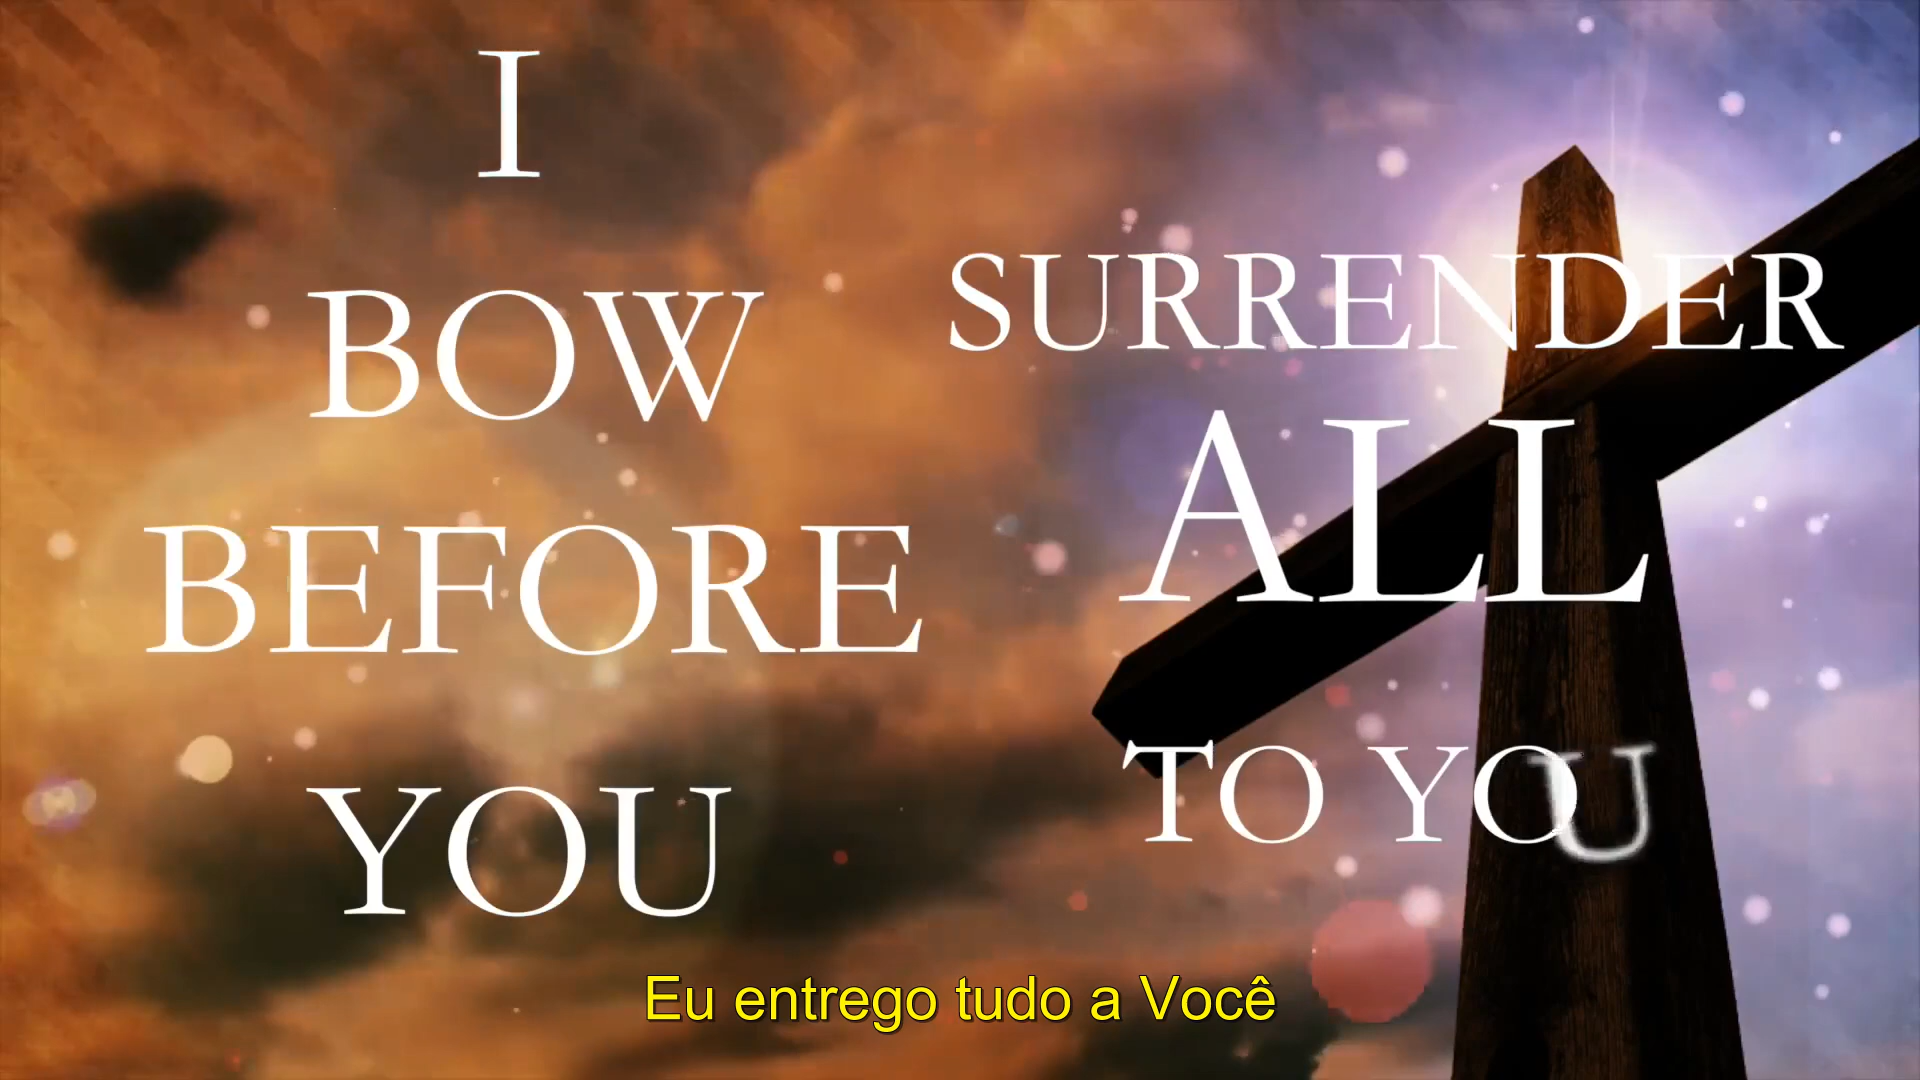 I
BOW
BEFORE
YOU
SURRENDER
ALL
TO YOU
Eu entrego tudo a Você